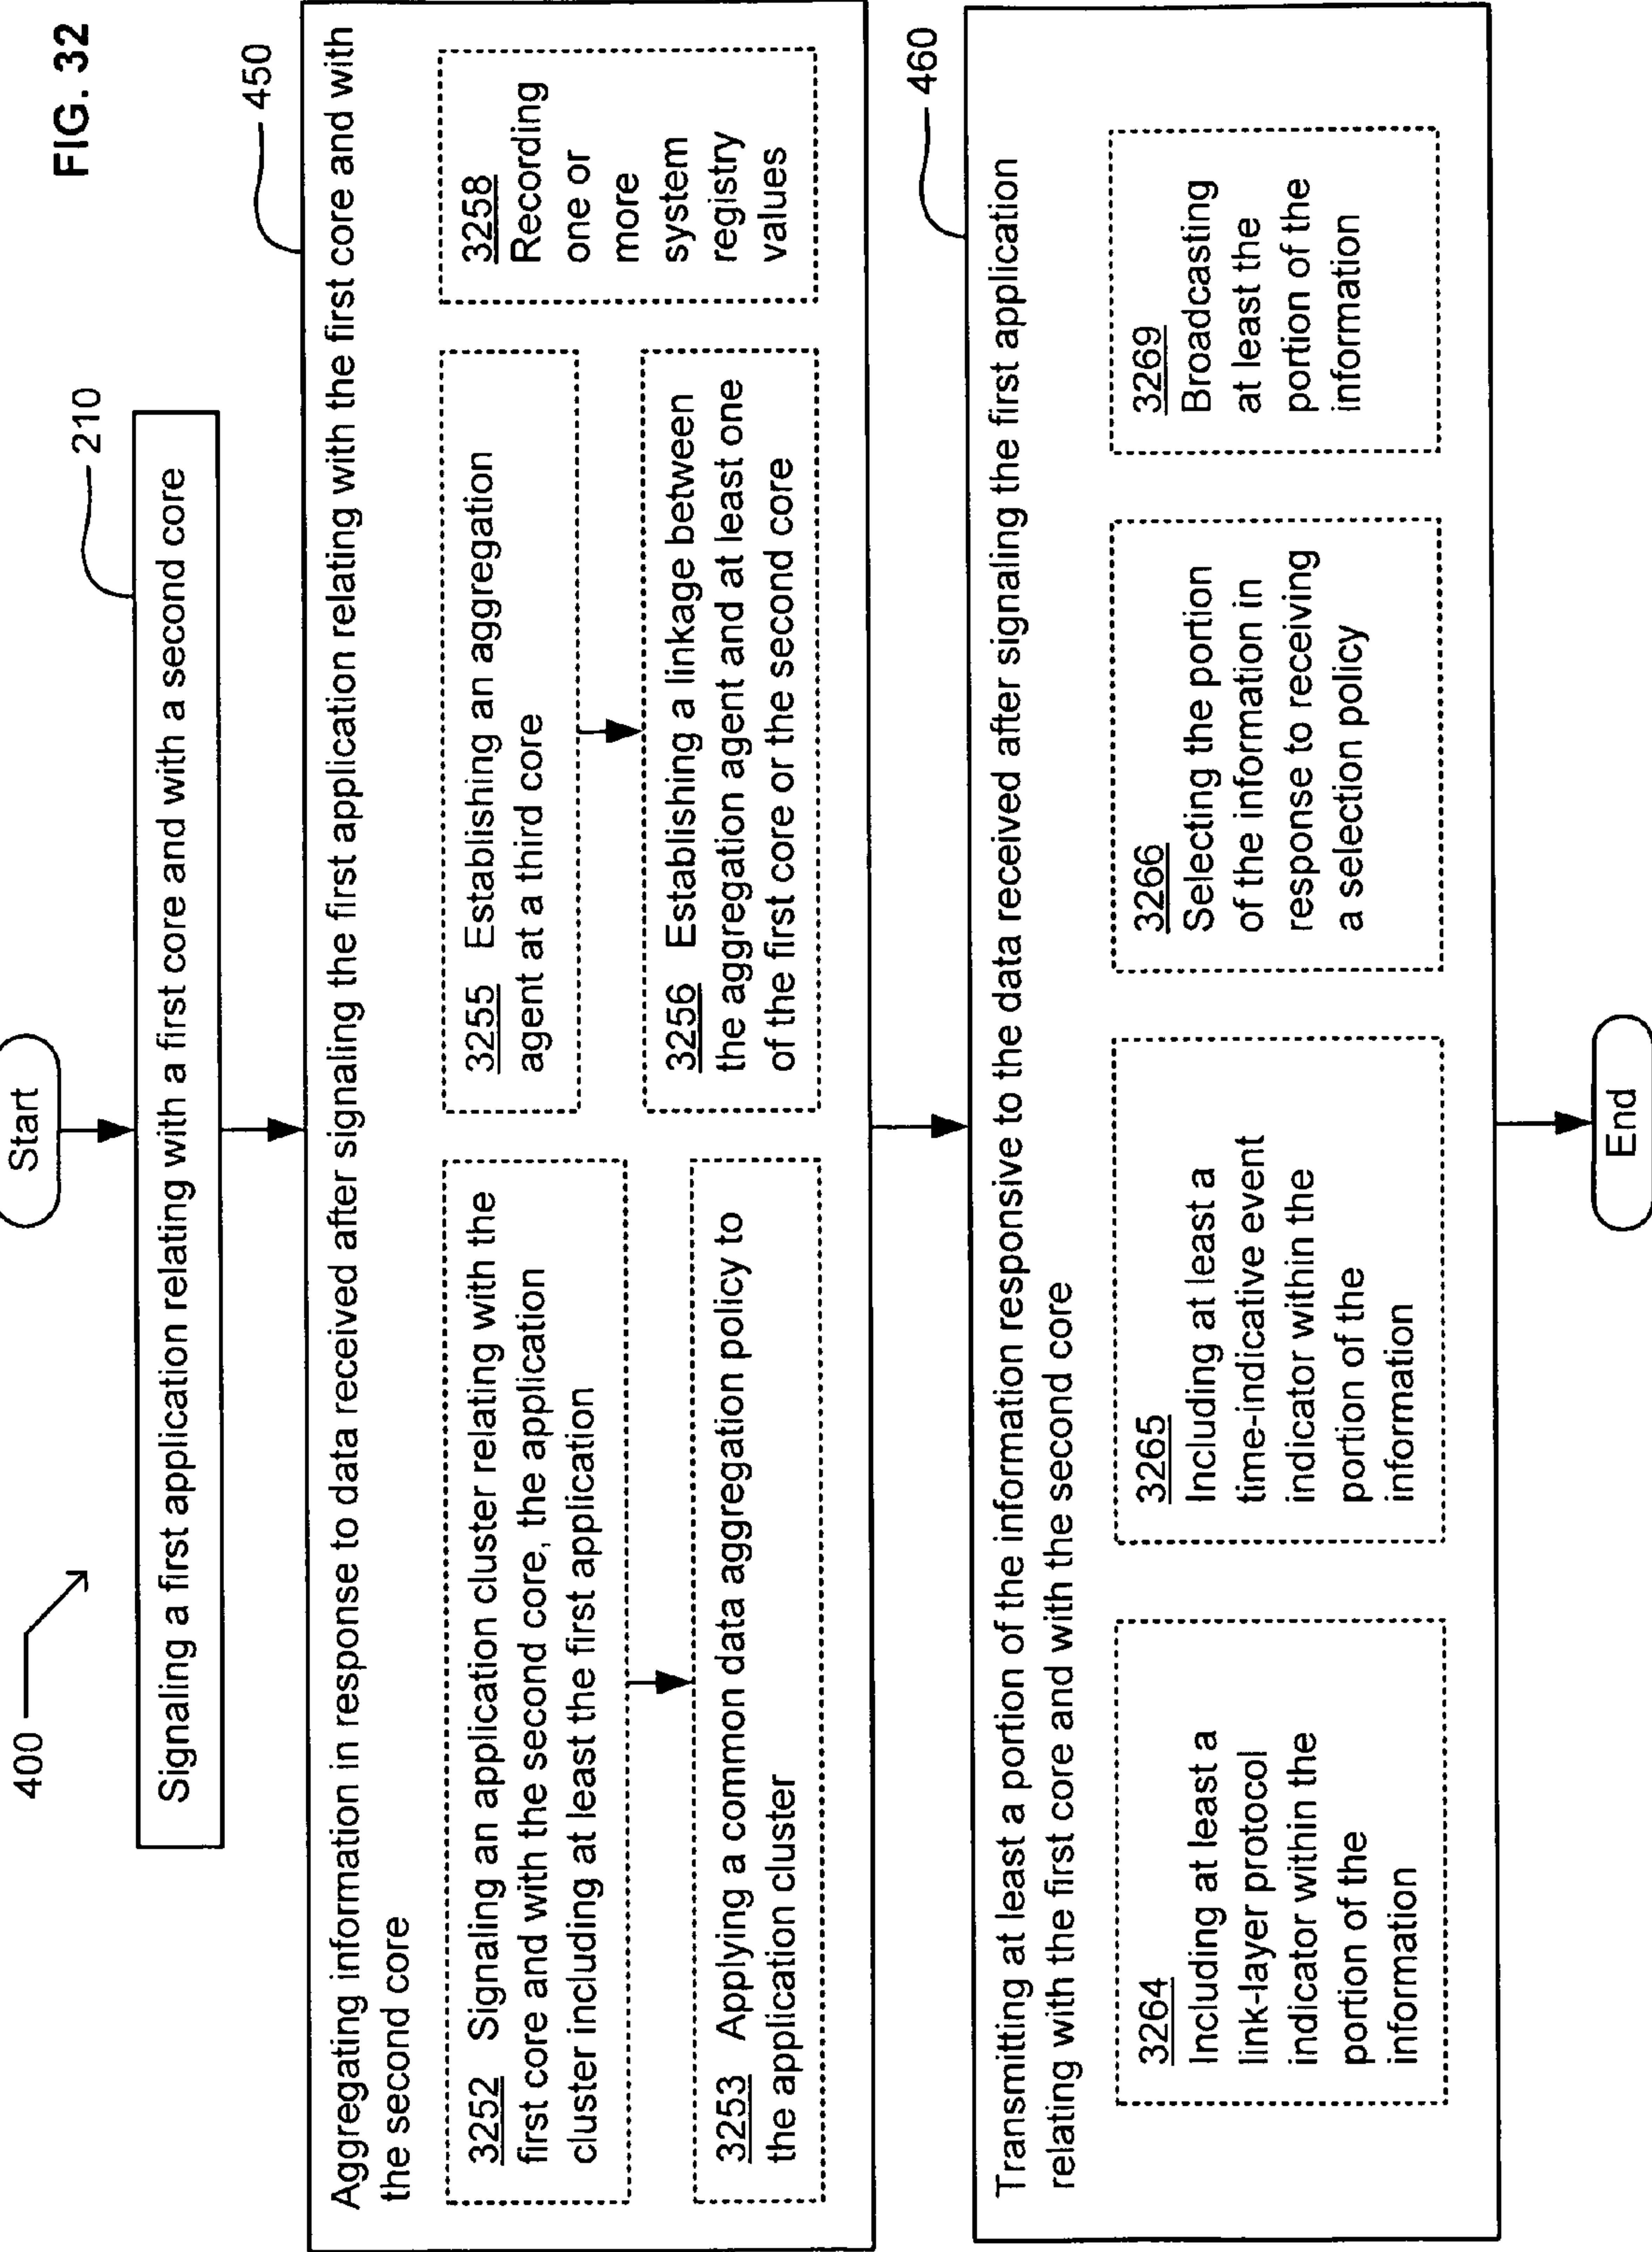 FIG. 32
400
Start
210
Signaling a first application relating with a first core and with a second core
450
Aggregating information in response to data received after signaling the first application relating with the first core and with
the second core
3252 Signaling an application cluster relating with the
first core and with the second core, the application
cluster including at least the first application
3253 Applying a common data aggregation policy to
the application cluster
3255 Establishing an aggregation
agent at a third core
3256 Establishing a linkage between
the aggregation agent and at least one
of the first core or the second core
3258
Recording
one or
more
system
registry
values
460
Transmitting at least a portion of the information responsive to the data received after signaling the first application
relating with the first core and with the second core
3264
Including at least a
link-layer protocol
indicator within the
portion of the
information
3265
Including at least a
time-indicative event
indicator within the
portion of the
information
3266
Selecting the portion
of the information in
response to receiving
a selection policy
3269
Broadcasting
at least the
portion of the
information
End